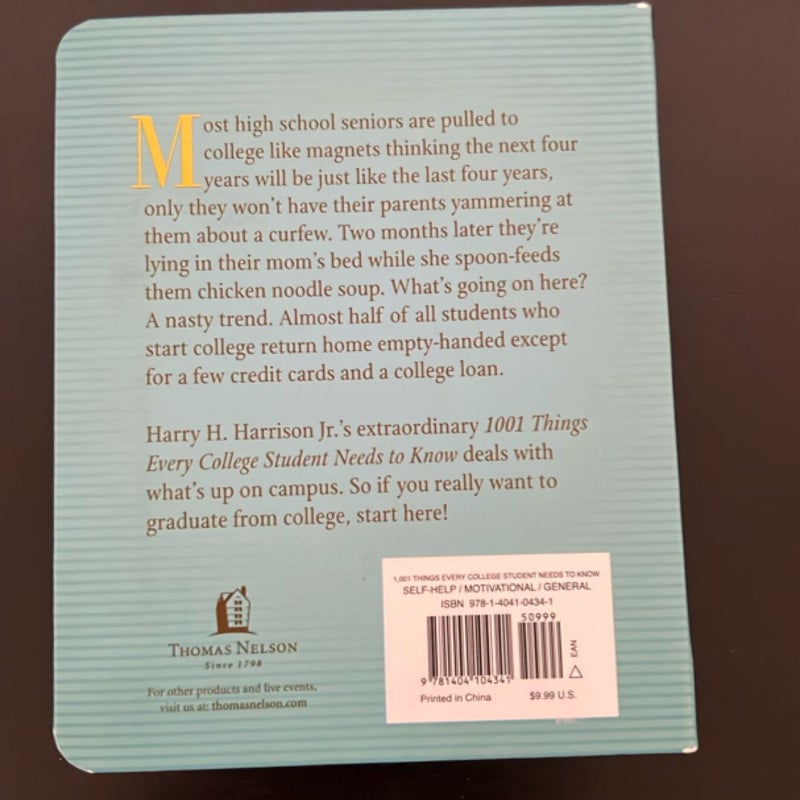 Most high school seniors are pulled to
college like magnets thinking the next four
years will be just like the last four years,
only they won't have their parents yammering at
them about a curfew. Two months later they're
lying in their mom's bed while she spoon-feeds
them chicken noodle soup. What's going on here?
A nasty trend. Almost half of all students who
start college return home empty-handed except
for a few credit cards and a college loan.
Harry H. Harrison Jr.'s extraordinary 1001 Things
Every College Student Needs to Know deals with
what's up on campus. So if you really want to
graduate from college, start here!
THOMAS NELSON
Since 1798
For other products and live events,
visit us at: thomasnelson.com
1,001 THINGS EVERY COLLEGE STUDENT NEEDS TO KNOW
SELF-HELP / MOTIVATIONAL / GENERAL
ISBN 978-1-4041-0434-1
50999
EAN
9 781404 104341
Printed in China $9.99 U.S.